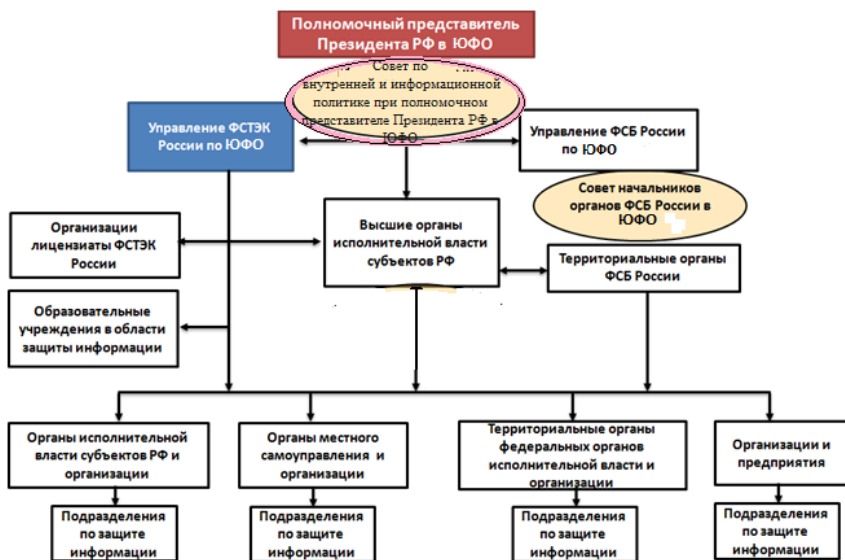 Полномочный представитель
Президента РФ в ЮФО
Совет по
внутренней и информационной
политике при полномочном
представителе Президента РФ в
ЮФО
Управление ФСТЭК
России по ЮФО
Управление ФСБ России
по ЮФО
Совет начальников
органов ФСБ России в
ЮФО
Организации
лицензиаты ФСТЭК
России
Высшие органы
исполнительной власти
субъектов РФ
Территориальные органы
ФСБ России
Образовательные
учреждения в области
защиты информации
Органы исполнительной
власти субъектов РФ и
организации
Органы местного
самоуправления и
организации
Территориальные органы
федеральных органов
исполнительной власти и
организации
Организации и
предприятия
Подразделения
по защите
информации
Подразделения
по защите
информации
Подразделения
по защите
информации
Подразделения
по защите
информации